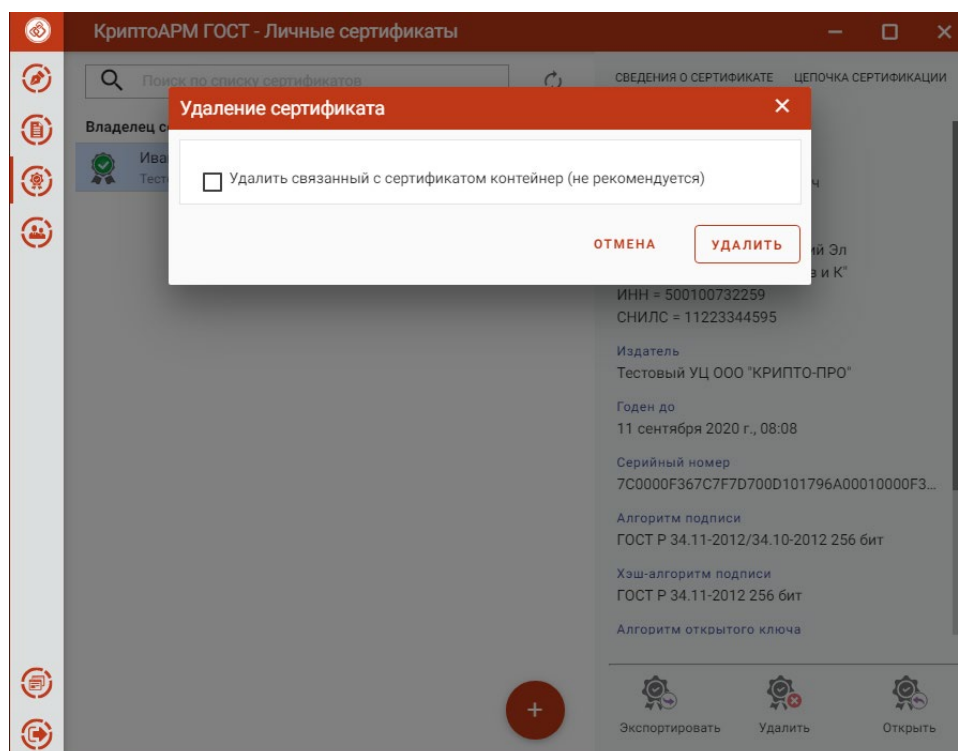 КриптоАРМ ГОСТ - Личные сертификаты
Поиск по списку сертификатов
СВЕДЕНИЯ О СЕРТИФИКАТЕ ЦЕПОЧКА СЕРТИФИКАЦИИ
Удаление сертификата
Владелец
Удалить связанный с сертификатом контейнер (не рекомендуется)
ОТМЕНА УДАЛИТЬ
и К"
ИНН = 500100732259
СНИЛС = 11223344595
Издатель
Тестовый УЦ ООО "КРИПТО-ПРО"
Годен до
11 сентября 2020 г., 08:08
Серийный номер
7C0000F367C7F7D700D101796A00010000F3...
Алгоритм подписи
ГОСТ Р 34.11-2012/34.10-2012 256 бит
Хэш-алгоритм подписи
ГОСТ Р 34.11-2012 256 бит
Алгоритм открытого ключа
Экспортировать Удалить Открыть